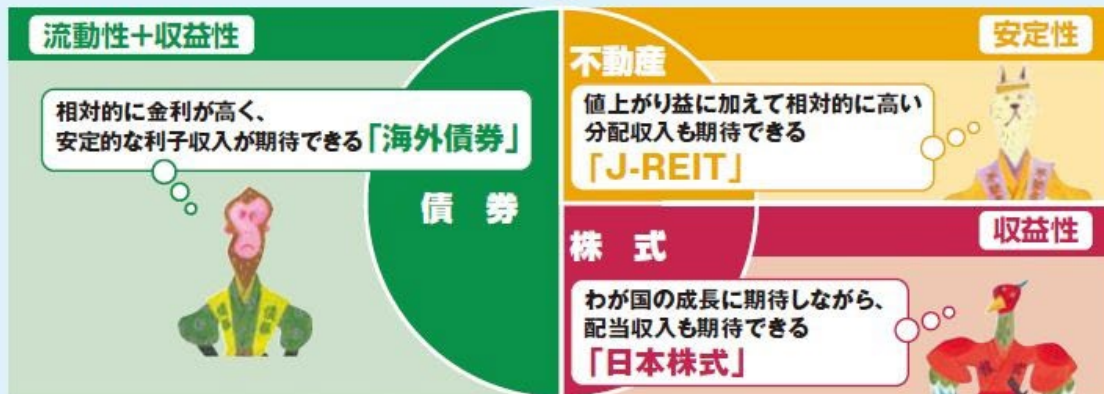 流動性+収益性
相対的に金利が高く、
安定的な利子収入が期待できる「海外債券」
債券
不動産
安定性
値上がり益に加えて相対的に高い
分配収入も期待できる
「J-REIT」
株式
収益性
わが国の成長に期待しながら、
配当収入も期待できる
「日本株式」